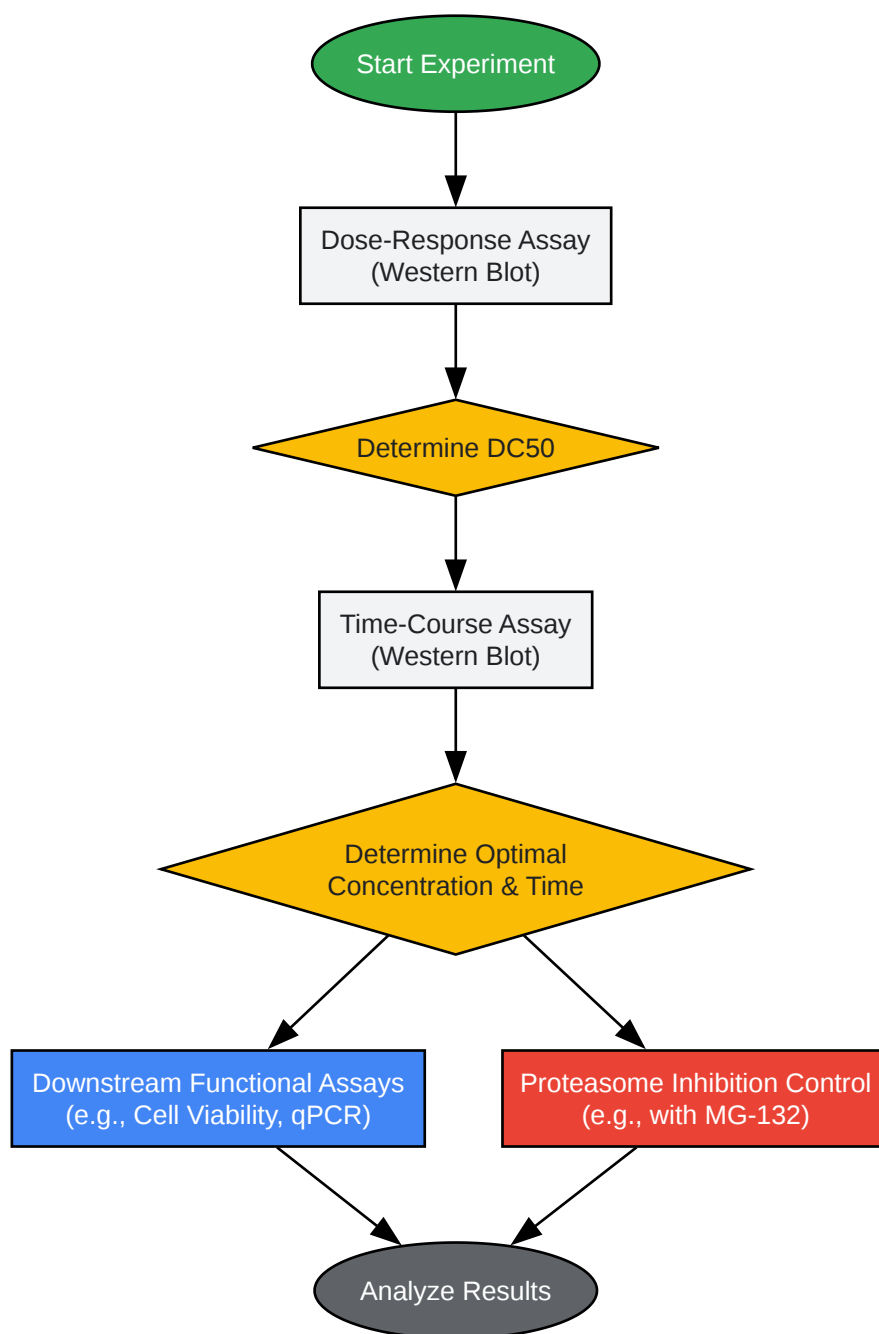 Start Experiment
Dose-Response Assay
(Western Blot)
Determine DC50
Time-Course Assay
(Western Blot)
Determine Optimal
Concentration & Time
Downstream Functional Assays
(e.g., Cell Viability, qPCR)
Proteasome Inhibition Control
(e.g., with MG-132)
Analyze Results